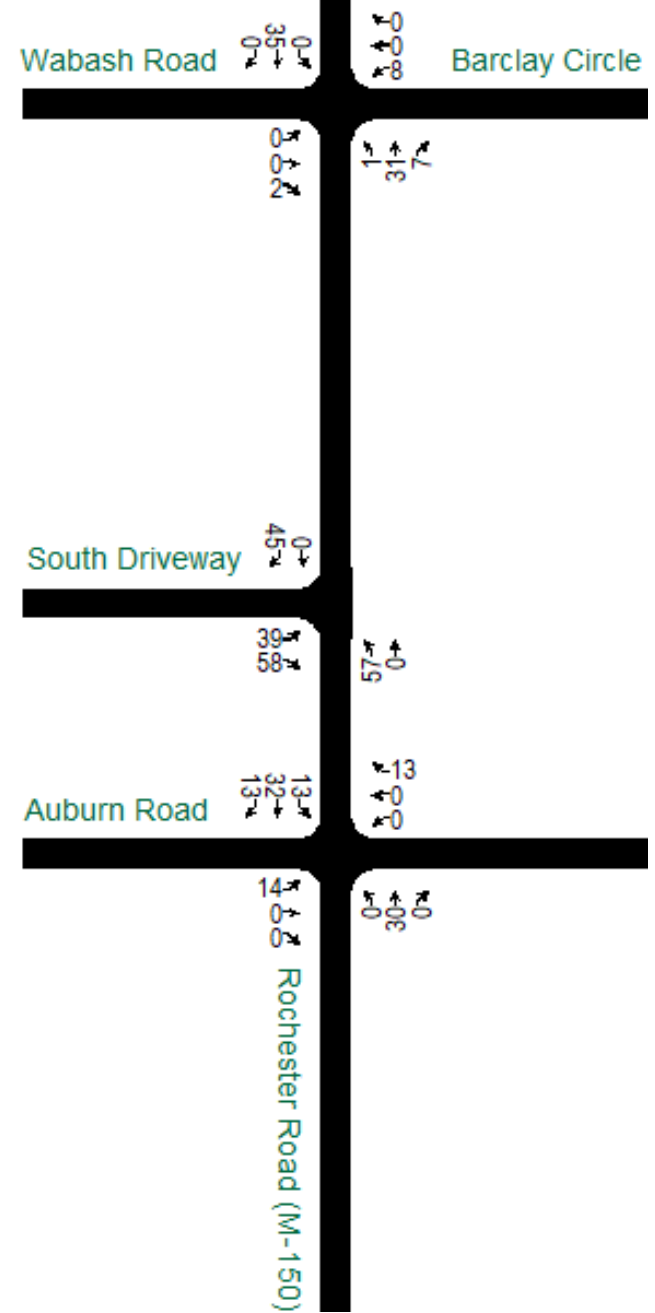 0 35 0
0
0
8
Wabash Road
Barclay Circle
0
0
2
1 31 7
45 0
South Driveway
39
58
57 0
13 32 13
13
0
0
Auburn Road
14
0
0
0 30 0
Rochester Road (M-150)